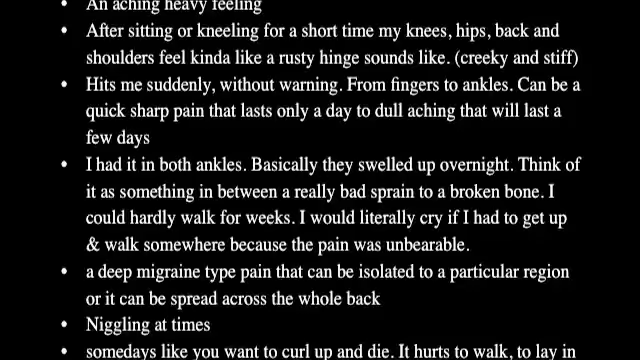 • An aching heavy feeling
• After sitting or kneeling for a short time my knees, hips, back and
shoulders feel kinda like a rusty hinge sounds like. (creeky and stiff)
• Hits me suddenly, without warning. From fingers to ankles. Can be a
quick sharp pain that lasts only a day to dull aching that will last a
few days
• I had it in both ankles. Basically they swelled up overnight. Think of
it as something in between a really bad sprain to a broken bone. I
could hardly walk for weeks. I would literally cry if I had to get up
& walk somewhere because the pain was unbearable.
• a deep migraine type pain that can be isolated to a particular region
or it can be spread across the whole back
• Niggling at times
• somedays like you want to curl up and die. It hurts to walk, to lay in